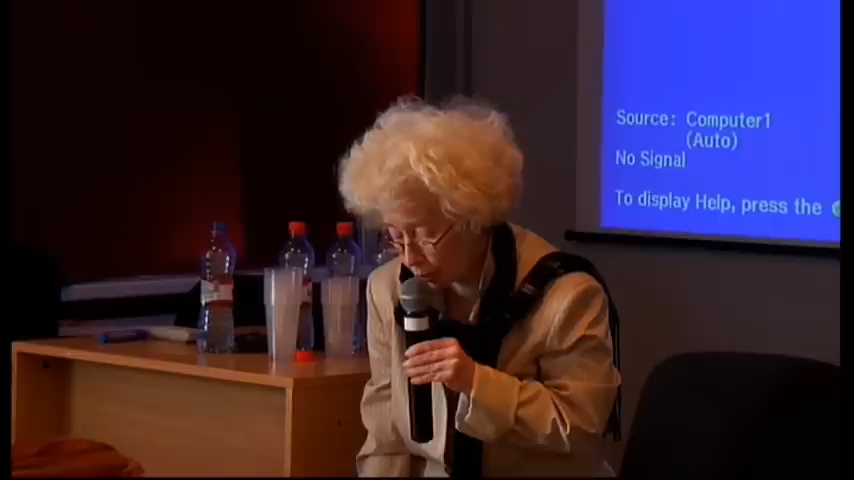 Source: Computer1
(Auto)
No Signal
To display Help, press the